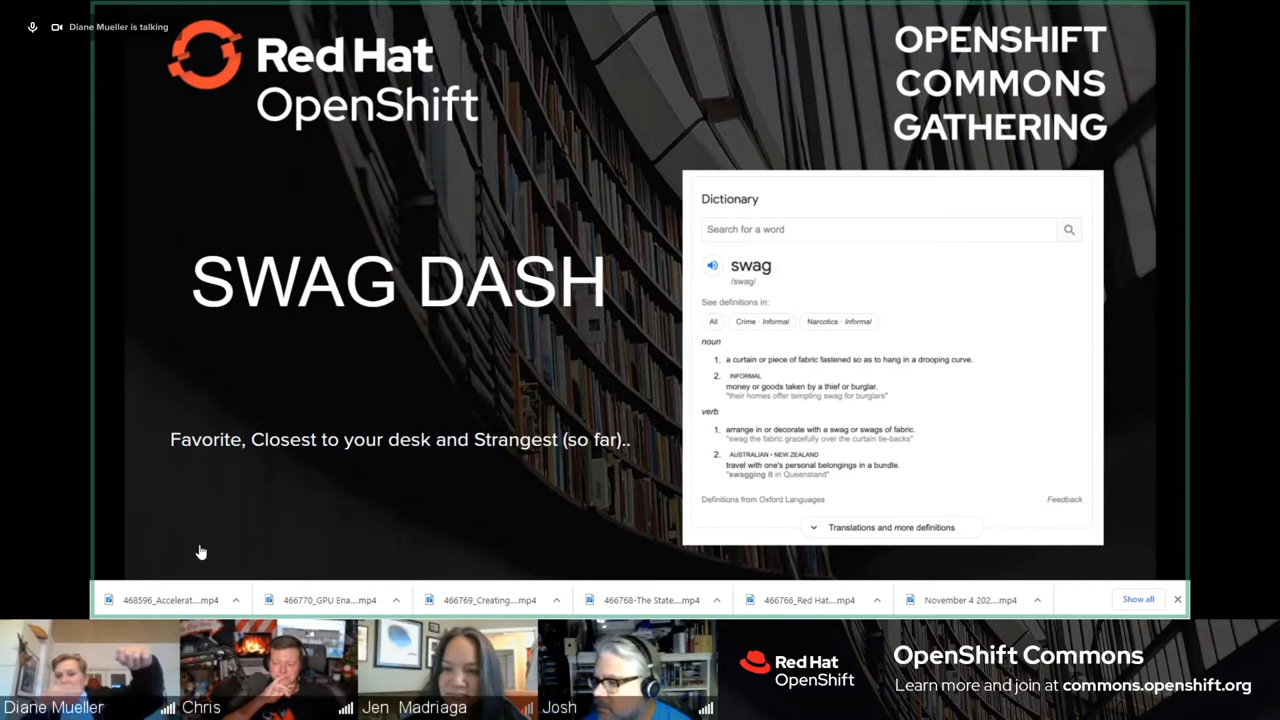 Diane Mueller is talking
Red Hat
OpenShift
OPENSHIFT
COMMONS
GATHERING
SWAG DASH
Favorite, Closest to your desk and Strangest (so far)..
Dictionary
Search for a word
swag
/swag/
See definitions in:
All
Crime · Informal
Narcotics · Informal
noun
1. a curtain or piece of fabric fastened so as to hang in a drooping curve.
2. INFORMAL
money or goods taken by a thief or burglar.
"their homes offer tempting swag for burglars"
verb
1. arrange in or decorate with a swag or swags of fabric.
"swag the fabric gracefully over the curtain tie-backs"
2. AUSTRALIAN • NEW ZEALAND
travel with one's personal belongings in a bundle.
"swagging it in Queensland"
Definitions from Oxford Languages
Feedback
Translations and more definitions
468596_Accelerat....mp4
466770_GPU Ena....mp4
466769_Creating....mp4
466768-The State....mp4
466766_Red Hat....mp4
November 4 202....mp4
Show all
Diane Mueller
Chris
Jen Madriaga
Josh
Red Hat
OpenShift
OpenShift Commons
Learn more and join at commons.openshift.org